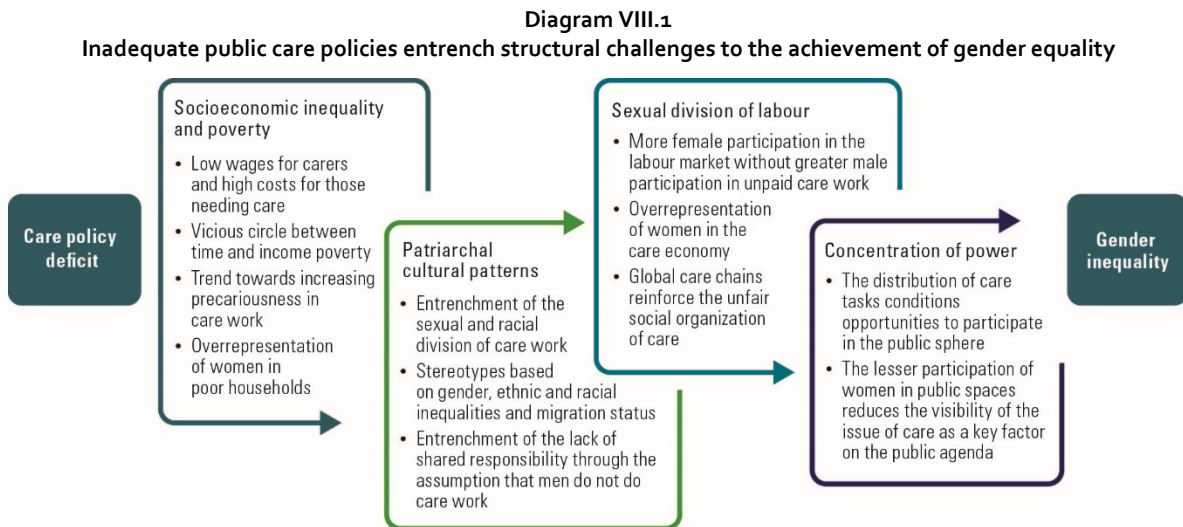 Diagram VIII.1
Inadequate public care policies entrench structural challenges to the achievement of gender equality
Care policy
deficit
Socioeconomic inequality
and poverty
• Low wages for carers
and high costs for those
needing care
• Vicious circle between
time and income poverty
• Trend towards increasing
precariousness in
care work
• Overrepresentation
of women in
poor households
Patriarchal
cultural patterns
• Entrenchment of the
sexual and racial
division of care work
• Stereotypes based
on gender, ethnic and racial
inequalities and migration status
• Entrenchment of the lack of
shared responsibility through the
assumption that men do not do
care work
Sexual division of labour
• More female participation in the
labour market without greater male
participation in unpaid care work
• Overrepresentation
of women in the
care economy
• Global care chains
reinforce the unfair
social organization
of care
Concentration of power
• The distribution of care
tasks conditions
opportunities to participate
in the public sphere
• The lesser participation of
women in public spaces
reduces the visibility of the
issue of care as a key factor
on the public agenda
Gender
inequality